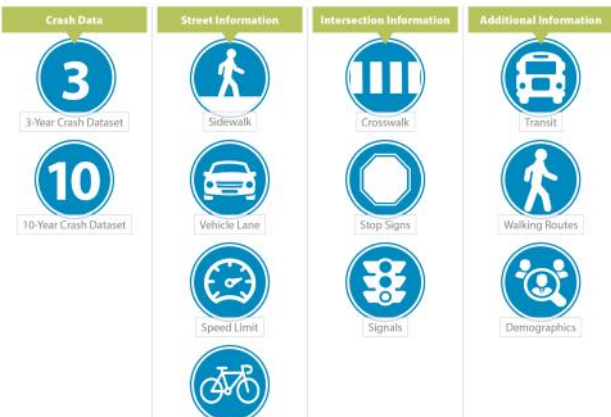 Crash Data
Street Information
Intersection Information
Additional Information
3
3-Year Crash Dataset
Sidewalk
Crosswalk
Transit
10
10-Year Crash Dataset
Vehicle Lane
Stop Signs
Walking Routes
Speed Limit
Signals
Demographics